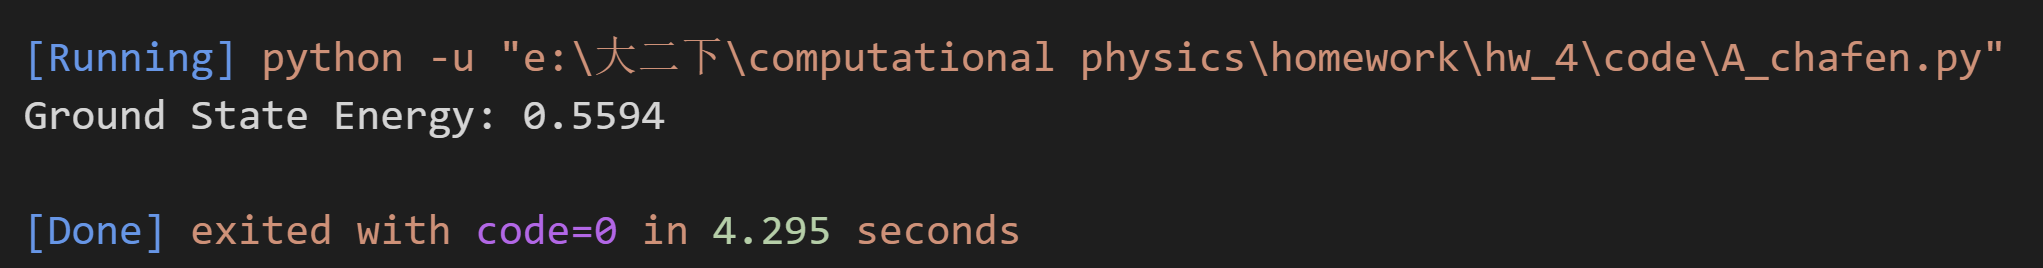 [Running] python -u "e:\大二下\computational physics\homework\hw_4\code\A_chafen.py"
Ground State Energy: 0.5594
[Done] exited with code=0 in 4.295 seconds